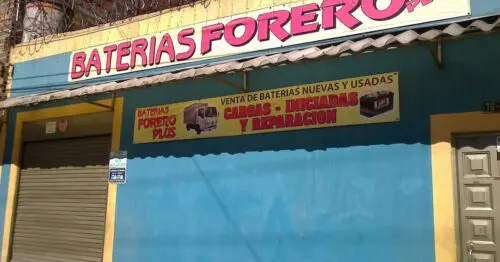 BATERIAS FORERO
BATERIAS
FORERO
PLUS
VENTA DE BATERIAS NUEVAS Y USADAS
CARGAS - INICIADAS
Y REPARACION